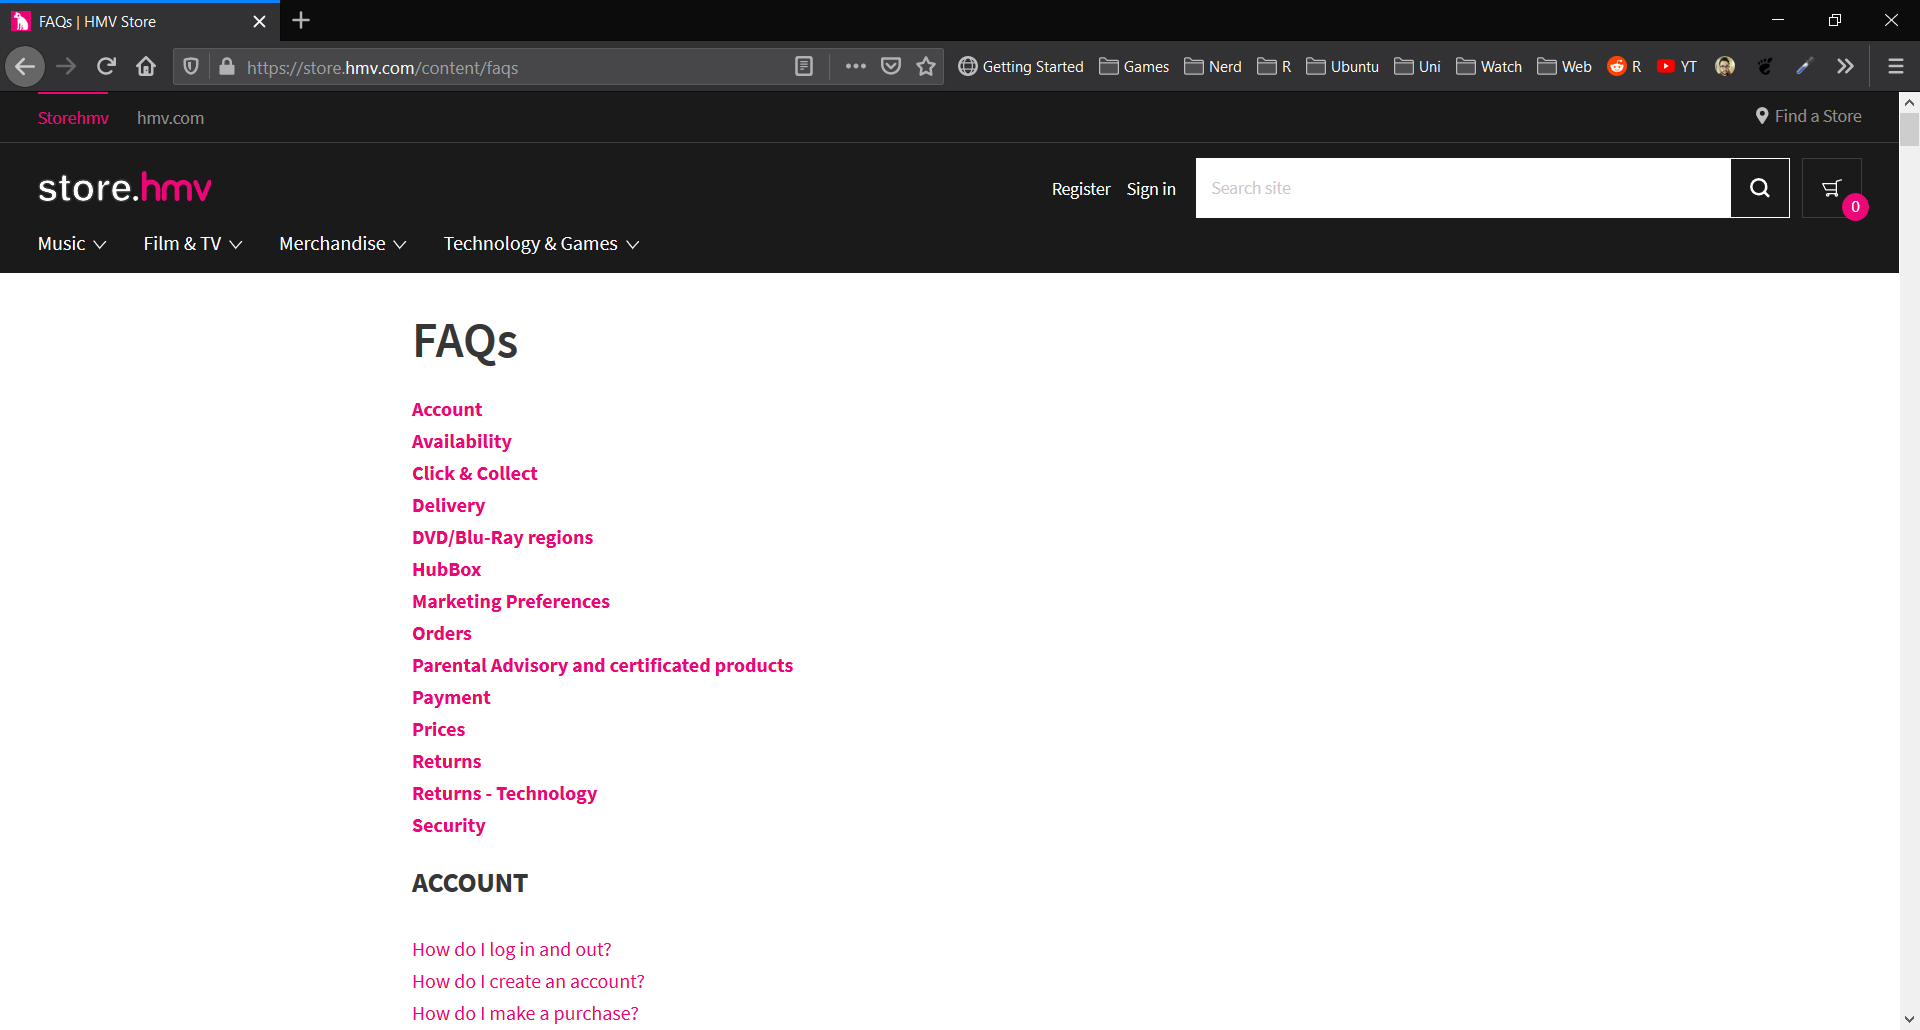 FAQs | HMV Store
https://store.hmv.com/content/faqs
Getting Started Games Nerd R Ubuntu Uni Watch Web R YT
Storehmv hmv.com Find a Store
store.hmv
Register Sign in Search site 0
Music Film & TV Merchandise Technology & Games
FAQs
Account
Availability
Click & Collect
Delivery
DVD/Blu-Ray regions
HubBox
Marketing Preferences
Orders
Parental Advisory and certificated products
Payment
Prices
Returns
Returns - Technology
Security
ACCOUNT
How do I log in and out?
How do I create an account?
How do I make a purchase?